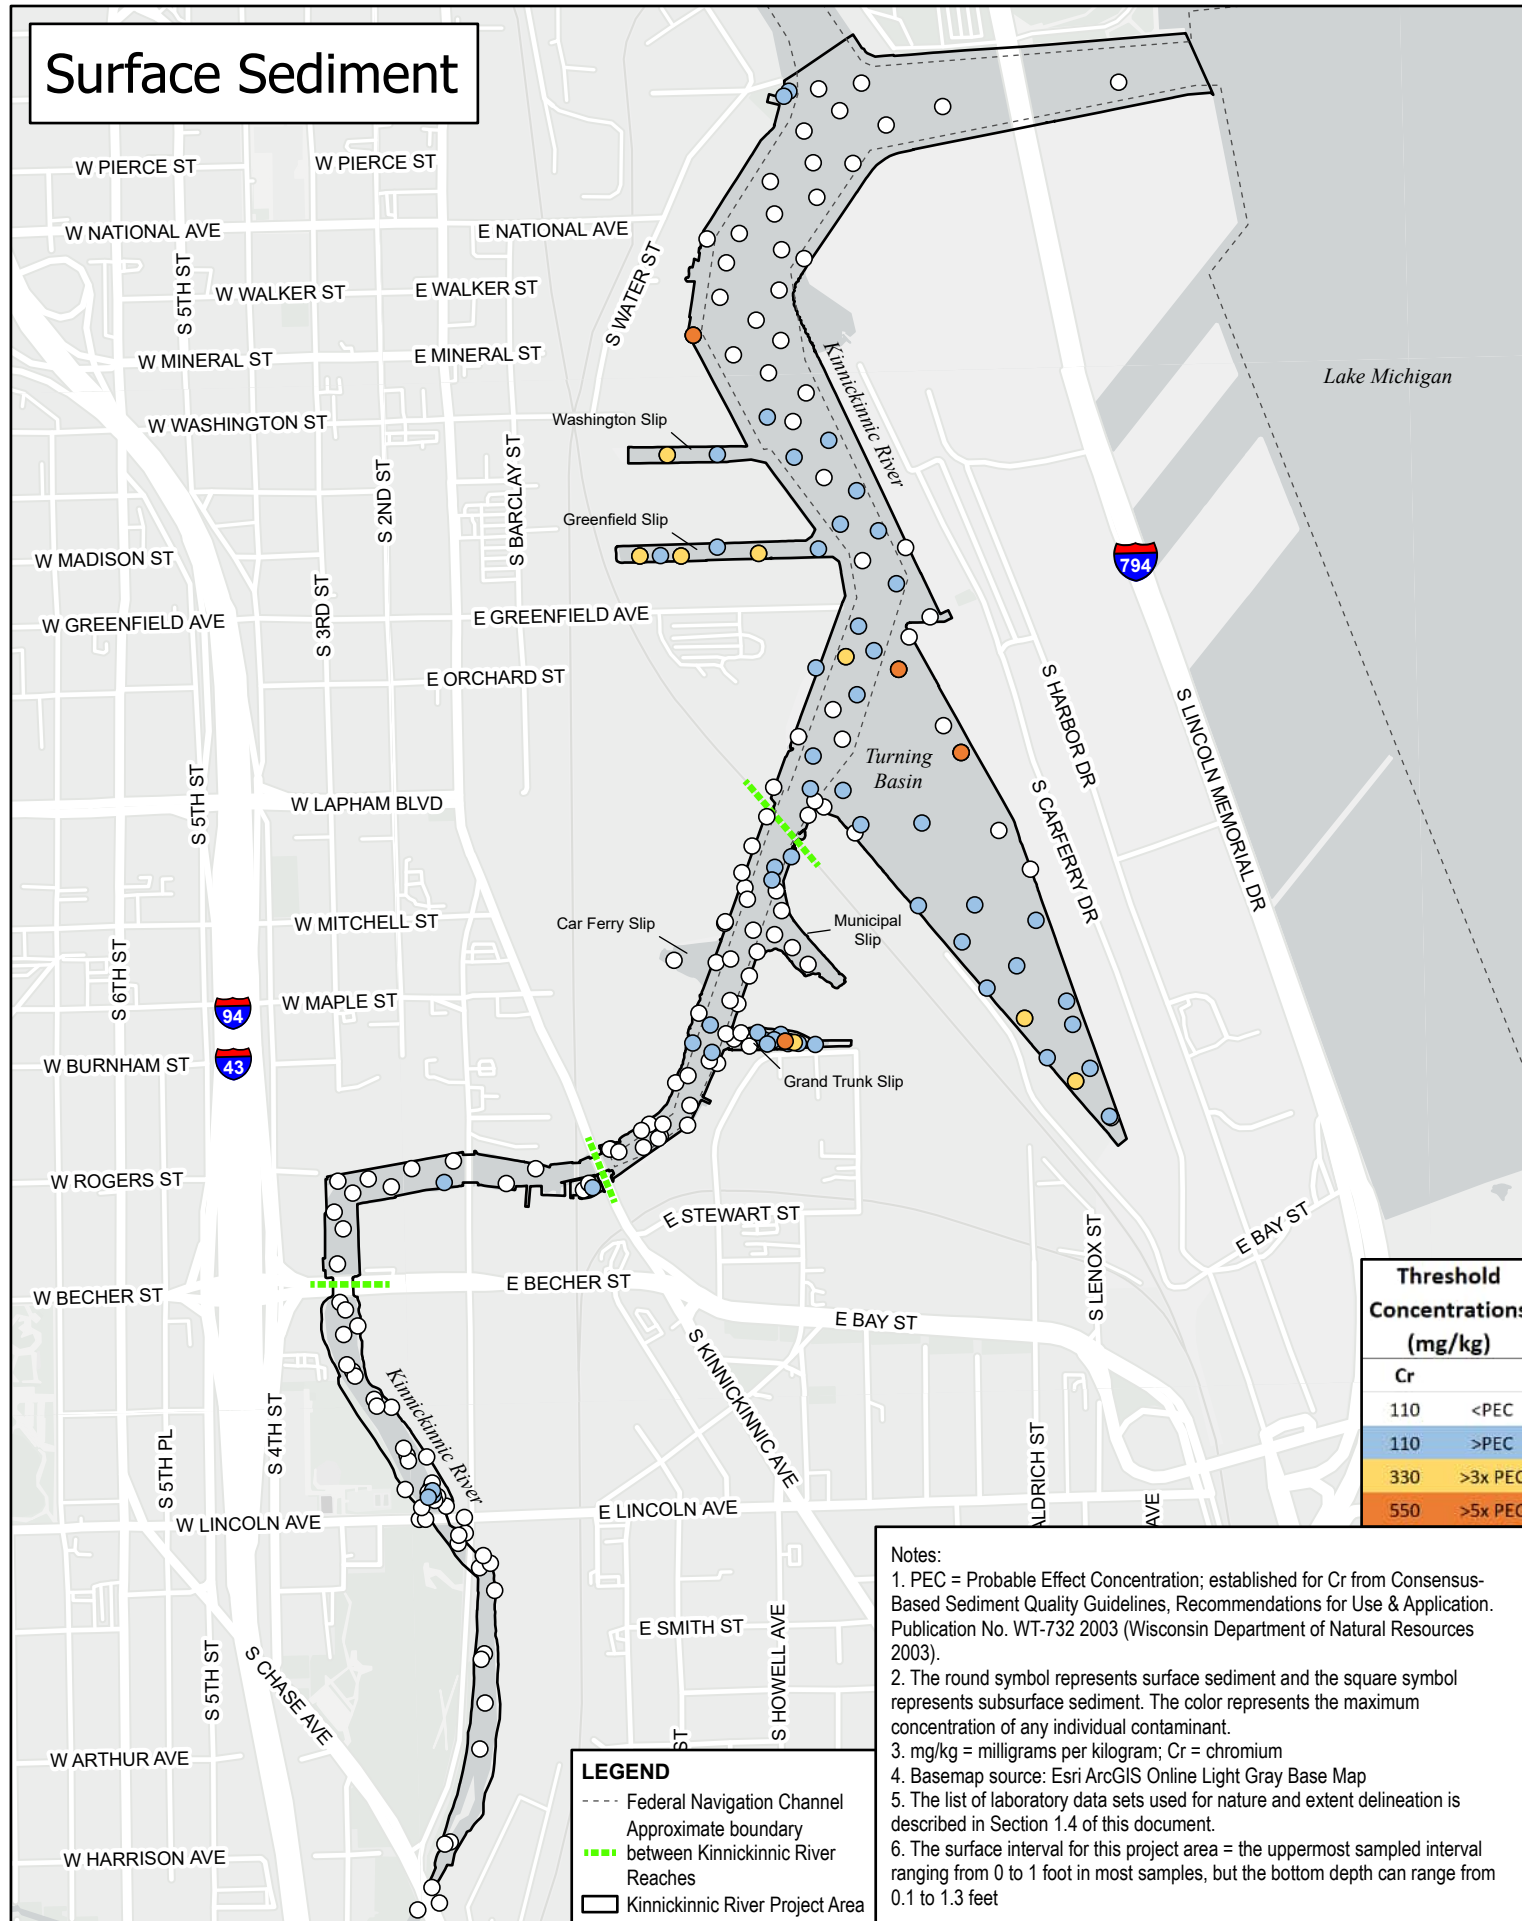 Surface Sediment
W PIERCE ST
W PIERCE ST
W NATIONAL AVE
E NATIONAL AVE
S 5TH ST
W WALKER ST
E WALKER ST
S WATER ST
W MINERAL ST
E MINERAL ST
Kinnickinnic River
Lake Michigan
W WASHINGTON ST
Washington Slip
S 2ND ST
S BARCLAY ST
Greenfield Slip
W MADISON ST
794
S 3RD ST
W GREENFIELD AVE
E GREENFIELD AVE
E ORCHARD ST
S HARBOR DR
S LINCOLN MEMORIAL DR
Turning
Basin
S 5TH ST
W LAPHAM BLVD
S CARFERRY DR
W MITCHELL ST
Car Ferry Slip
Municipal
Slip
S 6TH ST
W MAPLE ST
94
43
W BURNHAM ST
Grand Trunk Slip
W ROGERS ST
E STEWART ST
S LENOX ST
E BAY ST
W BECHER ST
E BECHER ST
E BAY ST
Threshold
Concentrations
(mg/kg)
Cr
110 <PEC
110 >PEC
330 >3x PEC
550 >5x PEC
Kinnickinnic River
S KINNICKINNIC AVE
S 4TH ST
S 5TH PL
ALDRICH ST
AVE
W LINCOLN AVE
E LINCOLN AVE
E SMITH ST
S HOWELL AVE
S 5TH ST
S CHASE AVE
ST
W ARTHUR AVE
W HARRISON AVE
LEGEND
Federal Navigation Channel
Approximate boundary
between Kinnickinnic River
Reaches
Kinnickinnic River Project Area
Notes:
1. PEC = Probable Effect Concentration; established for Cr from Consensus-
Based Sediment Quality Guidelines, Recommendations for Use & Application.
Publication No. WT-732 2003 (Wisconsin Department of Natural Resources
2003).
2. The round symbol represents surface sediment and the square symbol
represents subsurface sediment. The color represents the maximum
concentration of any individual contaminant.
3. mg/kg = milligrams per kilogram; Cr = chromium
4. Basemap source: Esri ArcGIS Online Light Gray Base Map
5. The list of laboratory data sets used for nature and extent delineation is
described in Section 1.4 of this document.
6. The surface interval for this project area = the uppermost sampled interval
ranging from 0 to 1 foot in most samples, but the bottom depth can range from
0.1 to 1.3 feet